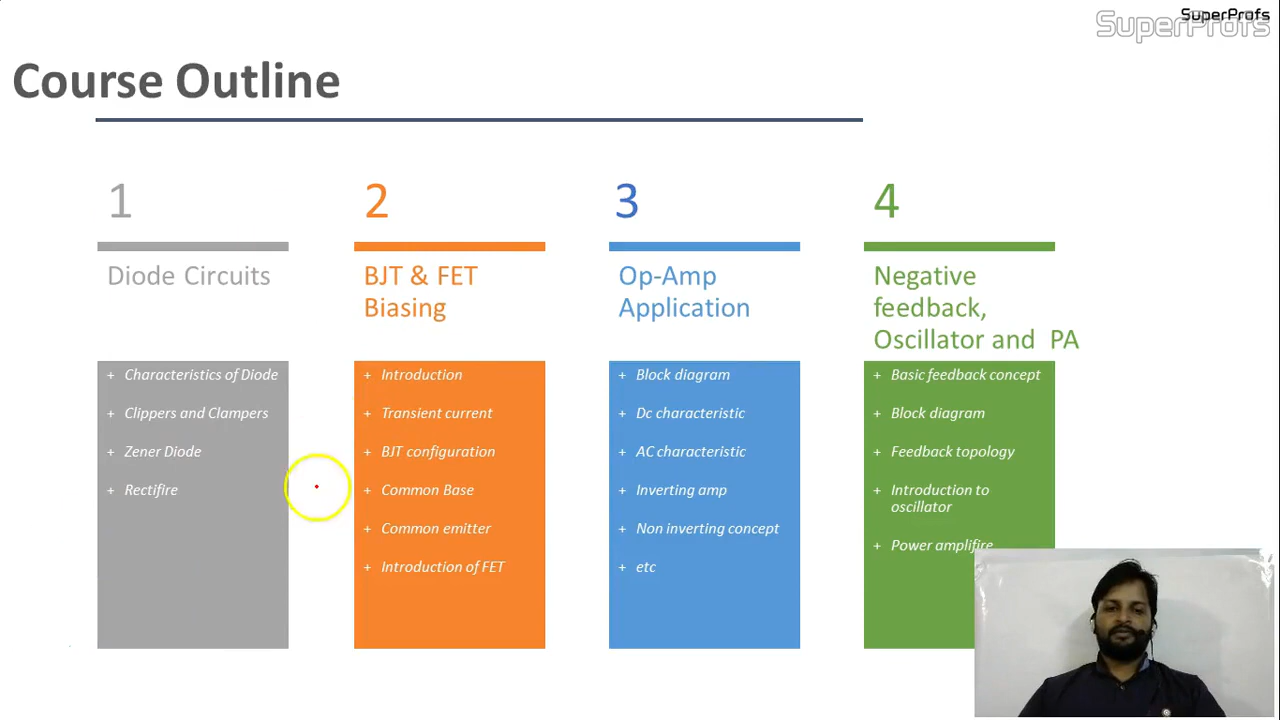 SuperProfs
SuperProfs
Course Outline
1
Diode Circuits
+ Characteristics of Diode
+ Clippers and Clampers
+ Zener Diode
+ Rectifire
2
BJT & FET
Biasing
+ Introduction
+ Transient current
+ BJT configuration
+ Common Base
+ Common emitter
+ Introduction of FET
3
Op-Amp
Application
+ Block diagram
+ Dc characteristic
+ AC characteristic
+ Inverting amp
+ Non inverting concept
+ etc
4
Negative
feedback,
Oscillator and PA
+ Basic feedback concept
+ Block diagram
+ Feedback topology
+ Introduction to
oscillator
+ Power amplifire